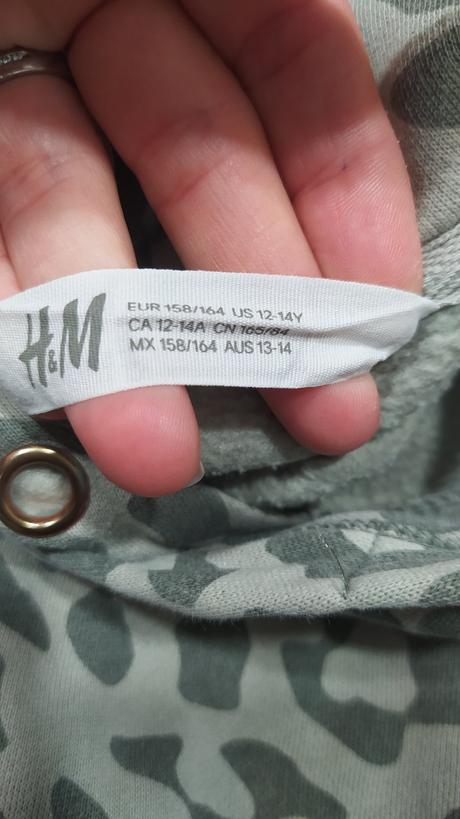 H&M
EUR 158/164 US 12-14Y
CA 12-14A CN 165/84
MX 158/164 AUS 13-14